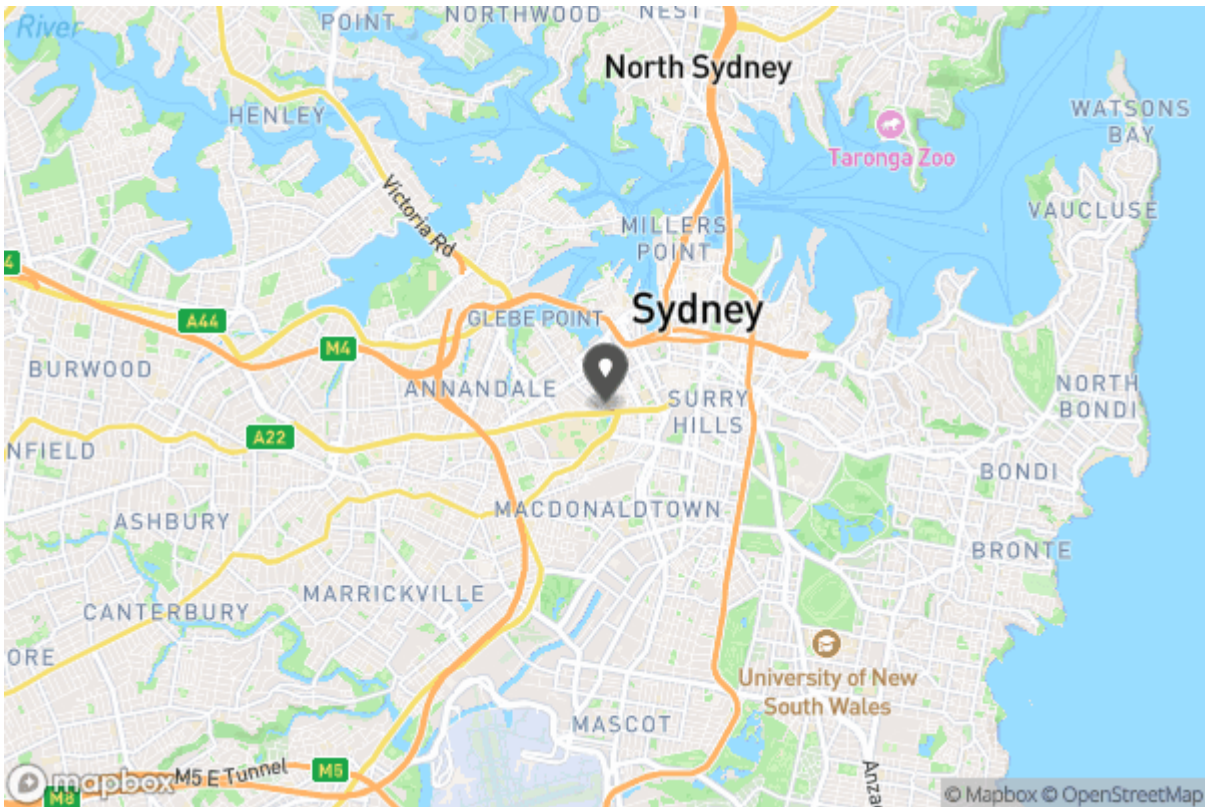 River
POINT
NORTHWOOD
NEST
North Sydney
HENLEY
WATSONS
BAY
Taronga Zoo
Victoria Rd
VAUCLUSE
MILLERS
POINT
4
A44
GLEBE POINT
Sydney
M4
BURWOOD
ANNANDALE
SURRY
HILLS
NORTH
BONDI
A22
NFIELD
BONDI
MACDONALDTOWN
ASHBURY
BRONTE
MARRICKVILLE
CANTERBURY
ORE
University of New
South Wales
MASCOT
M5 E Tunnel
M5
Anza
mapbox
M8
© Mapbox © OpenStreetMap